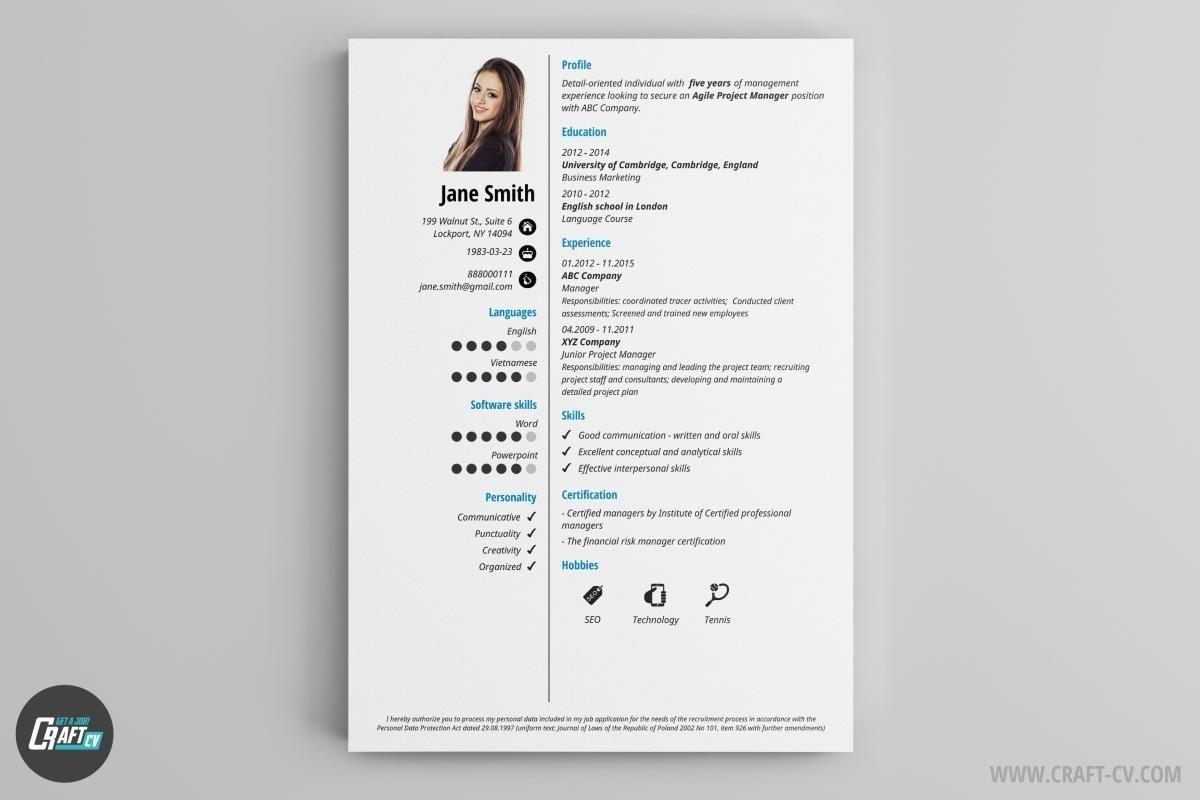 Jane Smith
199 Walnut St., Suite 6
Lockport, NY 14094
1983-03-23
888000111
jane.smith@gmail.com
Languages
English
Vietnamese
Software skills
Word
Powerpoint
Personality
Communicative
Punctuality
Creativity
Organized
Profile
Detail-oriented individual with five years of management
experience looking to secure an Agile Project Manager position
with ABC Company.
Education
2012 - 2014
University of Cambridge, Cambridge, England
Business Marketing
2010 - 2012
English school in London
Language Course
Experience
01.2012 - 11.2015
ABC Company
Manager
Responsibilities: coordinated tracer activities; Conducted client
assessments; Screened and trained new employees
04.2009 - 11.2011
XYZ Company
Junior Project Manager
Responsibilities: managing and leading the project team; recruiting
project staff and consultants; developing and maintaining a
detailed project plan
Skills
Good communication - written and oral skills
Excellent conceptual and analytical skills
Effective interpersonal skills
Certification
- Certified managers by Institute of Certified professional
managers
- The financial risk manager certification
Hobbies
SEO
SEO
Technology
Tennis
I hereby authorize you to process my personal data included in my job application for the needs of the recruitment process in accordance with the
Personal Data Protection Act dated 29.08.1997 (uniform text: Journal of Laws of the Republic of Poland 2002 No 101, item 926 with further amendments)
GET A JOB!
CRAFT CV
WWW.CRAFT-CV.COM